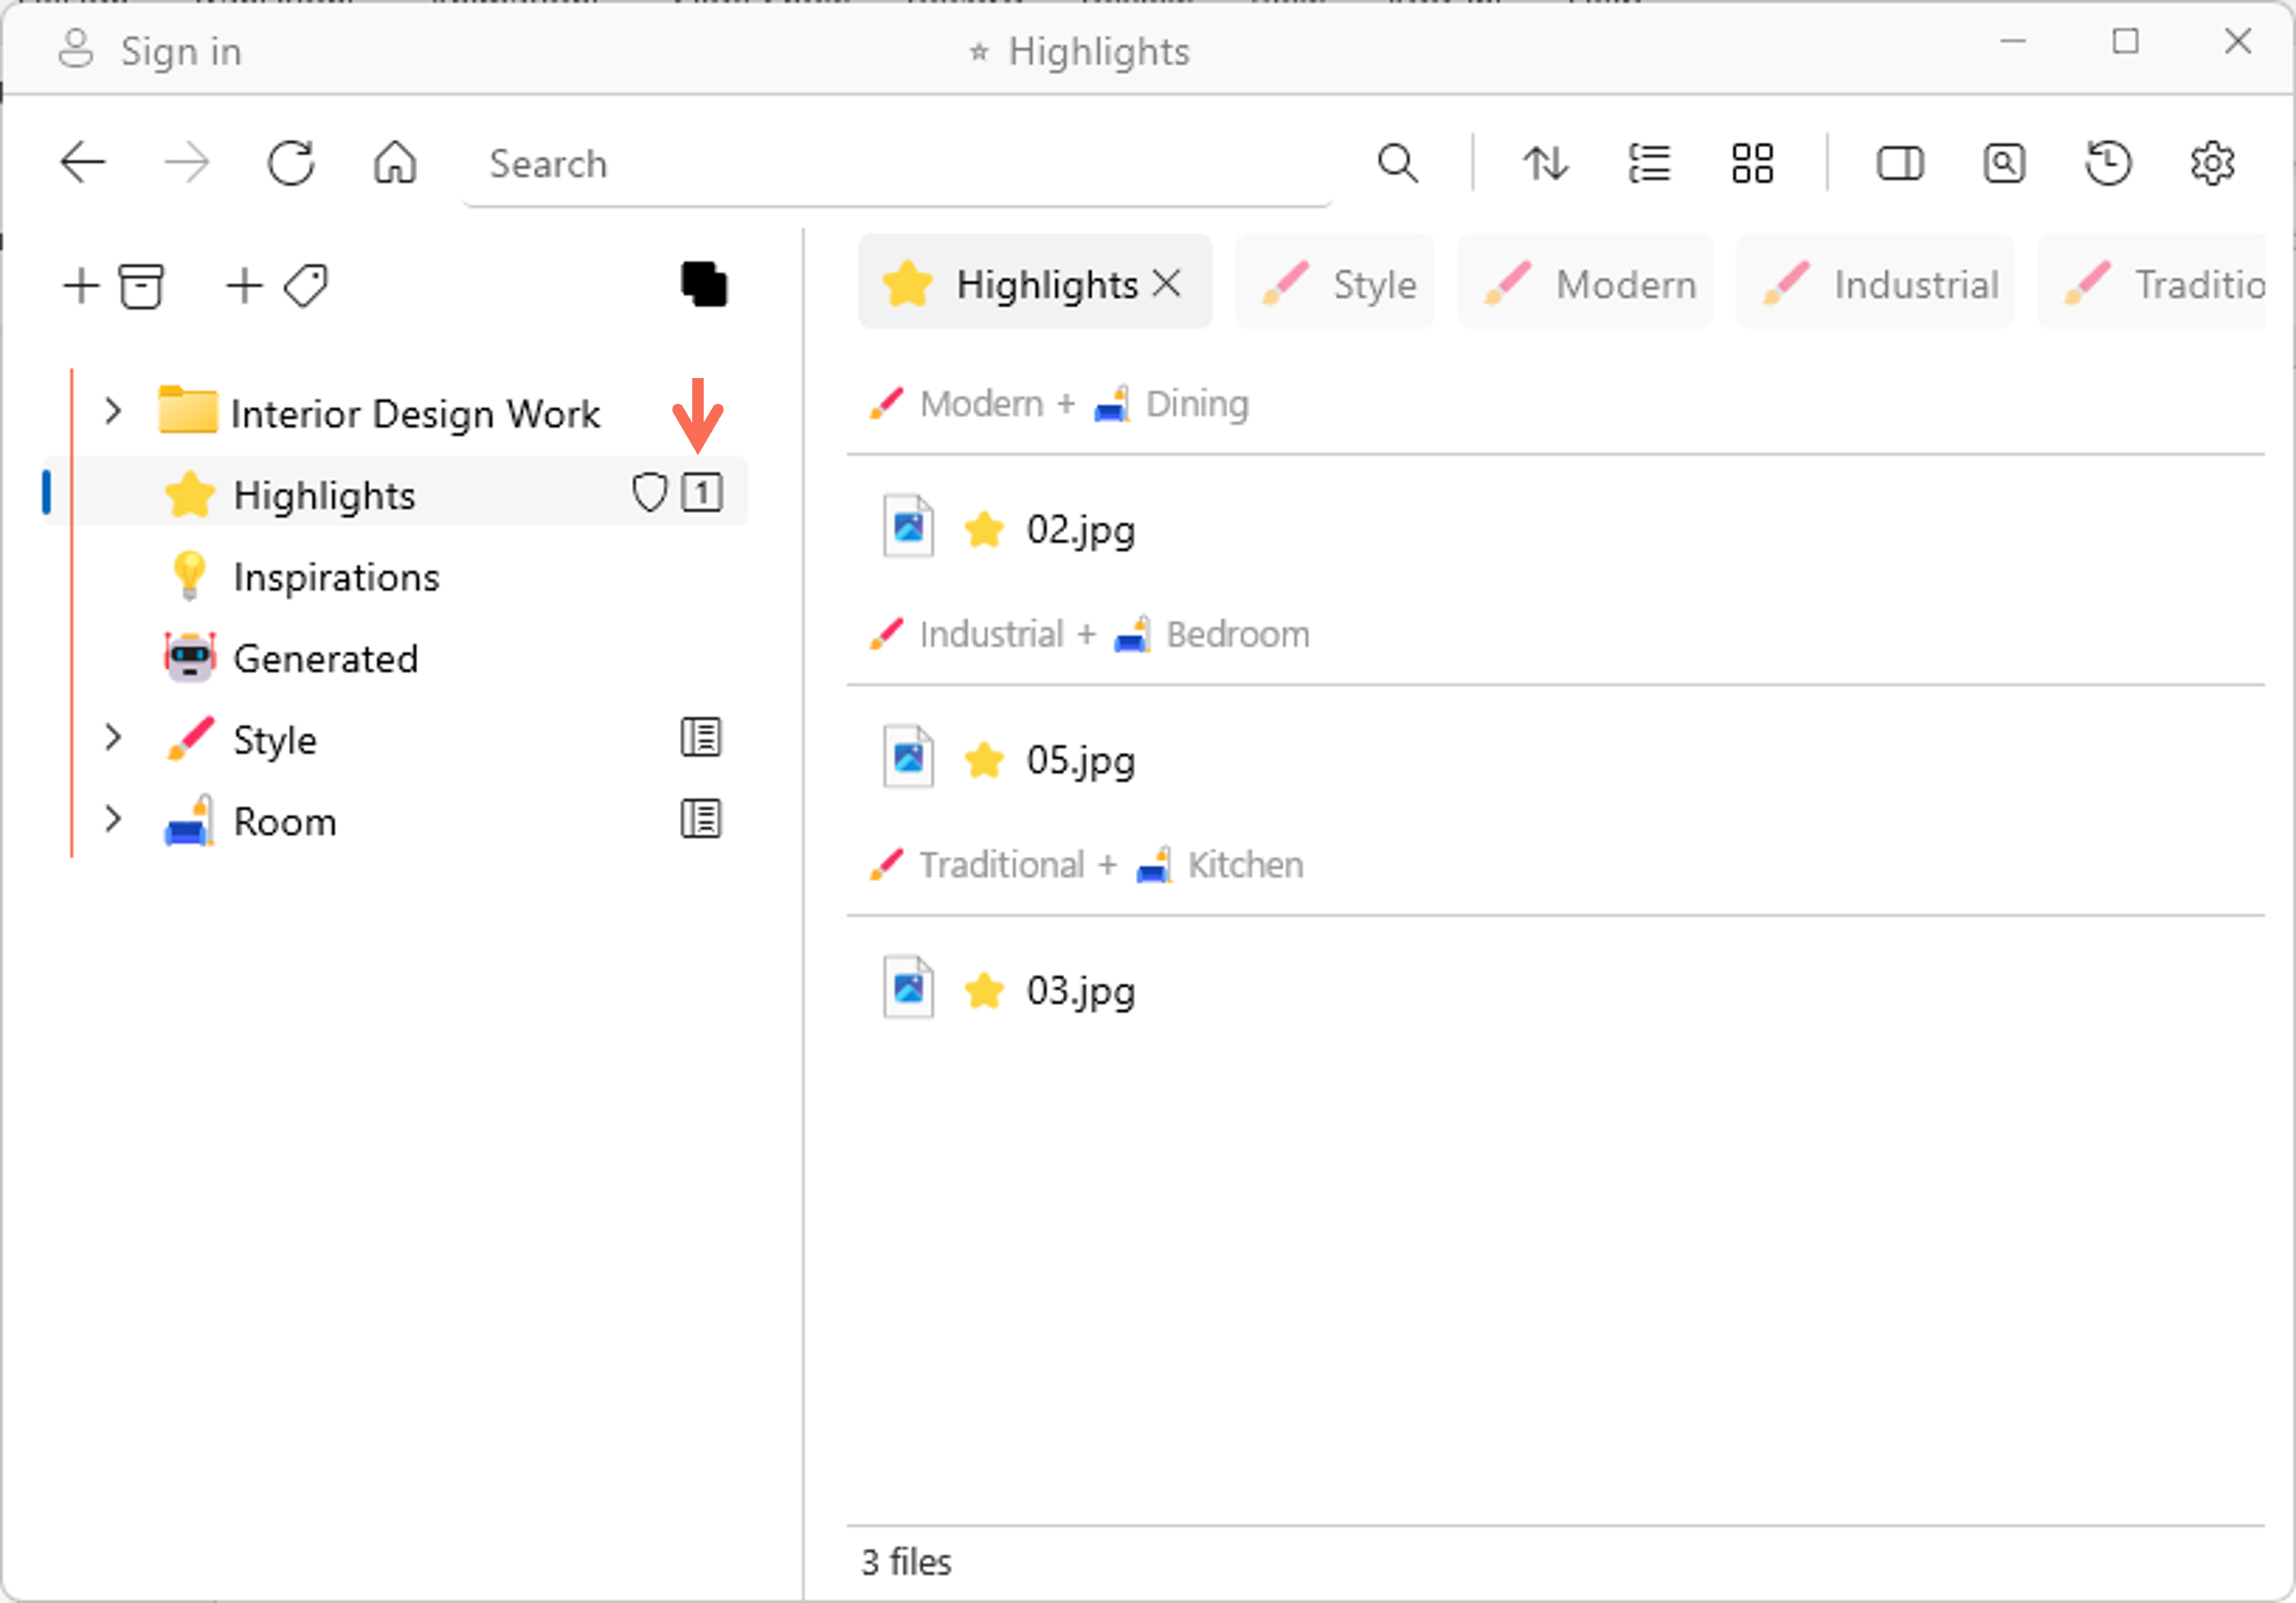 Sign in
Highlights
Search
Highlights
Style
Modern
Industrial
Traditio
Interior Design Work
Highlights
1
Inspirations
Generated
Style
Room
Modern + Dining
02.jpg
Industrial + Bedroom
05.jpg
Traditional + Kitchen
03.jpg
3 files